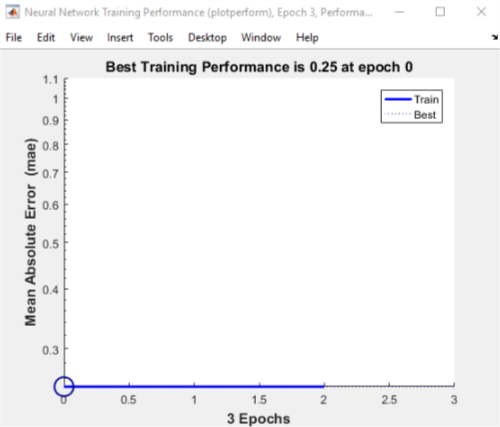 Neural Network Training Performance (plotperform), Epoch 3, Performa...
File Edit View Insert Tools Desktop Window Help
Best Training Performance is 0.25 at epoch 0
1.1
1
0.9
0.8
0.7
0.6
0.5
0.4
0.3
Mean Absolute Error (mae)
Train
Best
0 0.5 1 1.5 2 2.5 3
3 Epochs